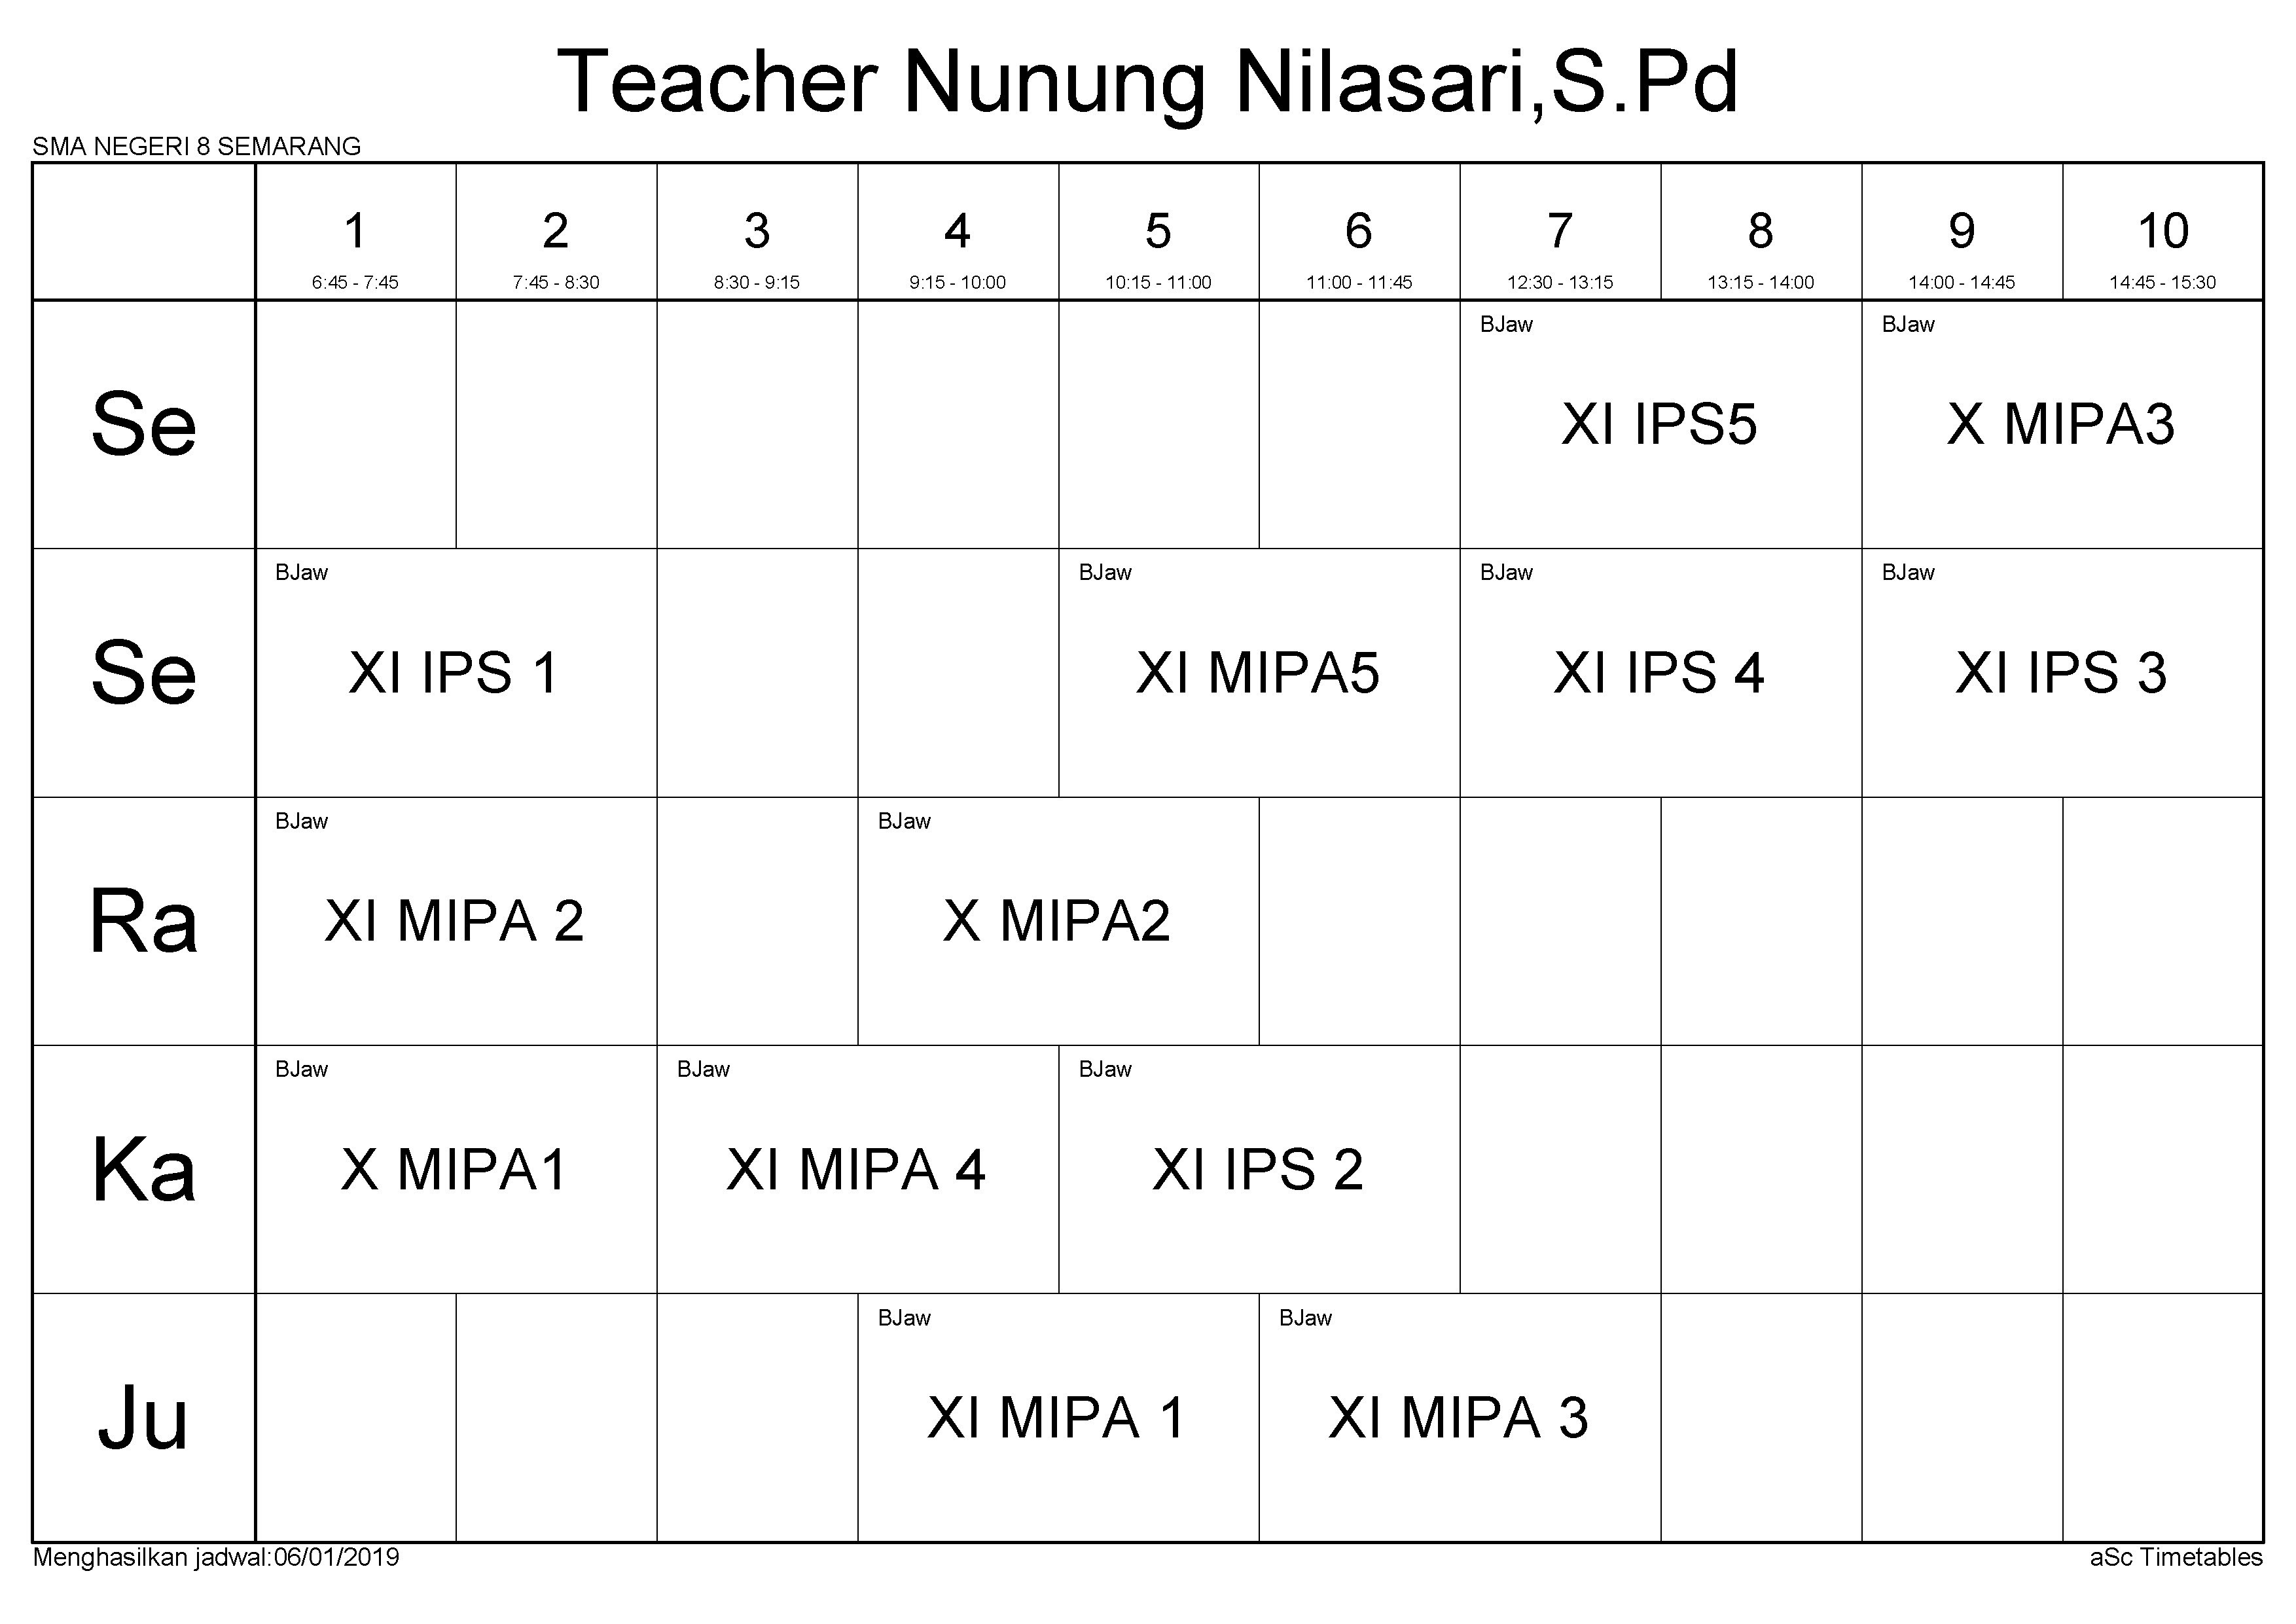 Teacher Nunung Nilasari,S.Pd
SMA NEGERI 8 SEMARANG
1 2 3 4 5 6 7 8 9 10
6:45 - 7:45 7:45 - 8:30 8:30 - 9:15 9:15 - 10:00 10:15 - 11:00 11:00 - 11:45 12:30 - 13:15 13:15 - 14:00 14:00 - 14:45 14:45 - 15:30
BJaw BJaw
Se XI IPS5 X MIPA3
BJaw BJaw BJaw BJaw
Se XI IPS 1 XI MIPA5 XI IPS 4 XI IPS 3
BJaw BJaw
Ra XI MIPA 2 X MIPA2
BJaw BJaw BJaw
Ka X MIPA1 XI MIPA 4 XI IPS 2
BJaw BJaw
Ju XI MIPA 1 XI MIPA 3
Menghasilkan jadwal:06/01/2019 aSc Timetables